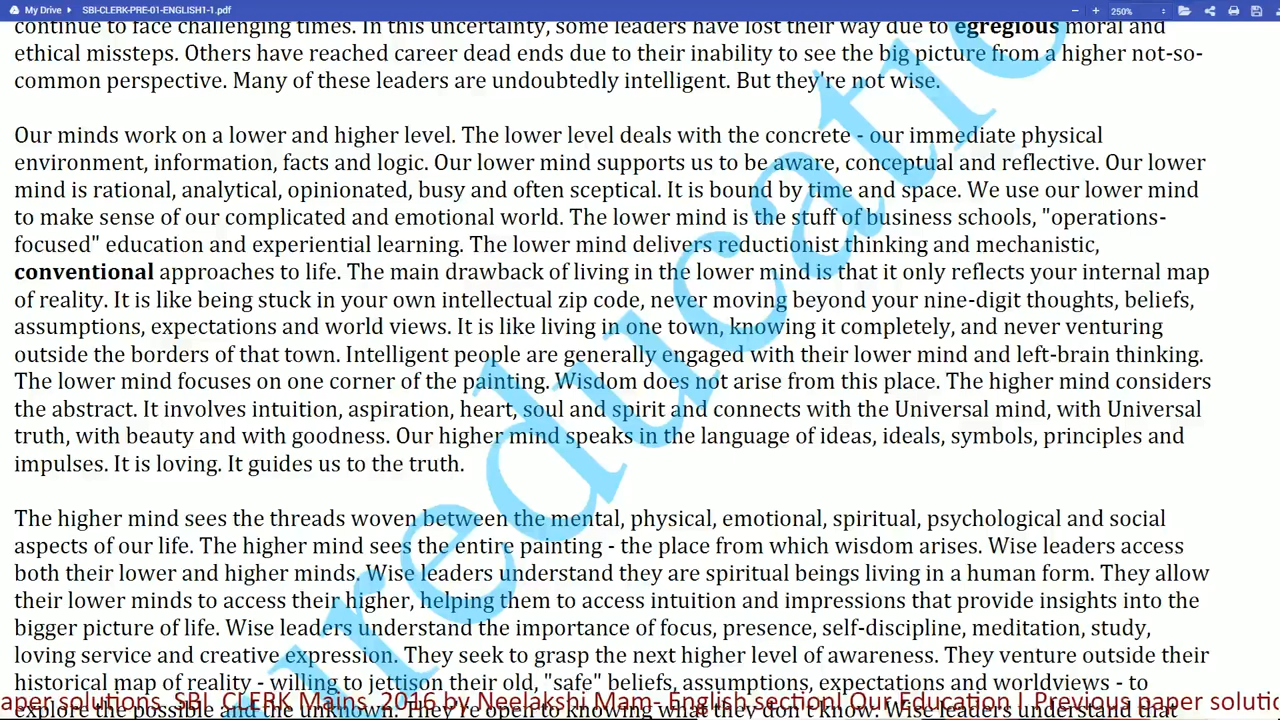 My Drive
SBI-CLERK-PRE-01-ENGLISH1-1.pdf
250%
continue to face challenging times. In this uncertainty, some leaders have lost their way due to egregious moral and
ethical missteps. Others have reached career dead ends due to their inability to see the big picture from a higher not-so-
common perspective. Many of these leaders are undoubtedly intelligent. But they're not wise.
Our minds work on a lower and higher level. The lower level deals with the concrete - our immediate physical
environment, information, facts and logic. Our lower mind supports us to be aware, conceptual and reflective. Our lower
mind is rational, analytical, opinionated, busy and often sceptical. It is bound by time and space. We use our lower mind
to make sense of our complicated and emotional world. The lower mind is the stuff of business schools, "operations-
focused" education and experiential learning. The lower mind delivers reductionist thinking and mechanistic,
conventional approaches to life. The main drawback of living in the lower mind is that it only reflects your internal map
of reality. It is like being stuck in your own intellectual zip code, never moving beyond your nine-digit thoughts, beliefs,
assumptions, expectations and world views. It is like living in one town, knowing it completely, and never venturing
outside the borders of that town. Intelligent people are generally engaged with their lower mind and left-brain thinking.
The lower mind focuses on one corner of the painting. Wisdom does not arise from this place. The higher mind considers
the abstract. It involves intuition, aspiration, heart, soul and spirit and connects with the Universal mind, with Universal
truth, with beauty and with goodness. Our higher mind speaks in the language of ideas, ideals, symbols, principles and
impulses. It is loving. It guides us to the truth.
The higher mind sees the threads woven between the mental, physical, emotional, spiritual, psychological and social
aspects of our life. The higher mind sees the entire painting - the place from which wisdom arises. Wise leaders access
both their lower and higher minds. Wise leaders understand they are spiritual beings living in a human form. They allow
their lower minds to access their higher, helping them to access intuition and impressions that provide insights into the
bigger picture of life. Wise leaders understand the importance of focus, presence, self-discipline, meditation, study,
loving service and creative expression. They seek to grasp the next higher level of awareness. They venture outside their
historical map of reality - willing to jettison their old, "safe" beliefs, assumptions, expectations and worldviews - to
explore the possible and the unknown. They're open to knowing what they don't know. Wise leaders understand that
aper solutions SBI CLERK Mains 2016 by Neelakshi Mam- English section| Our Education | Previous paper solutio
ureducatio